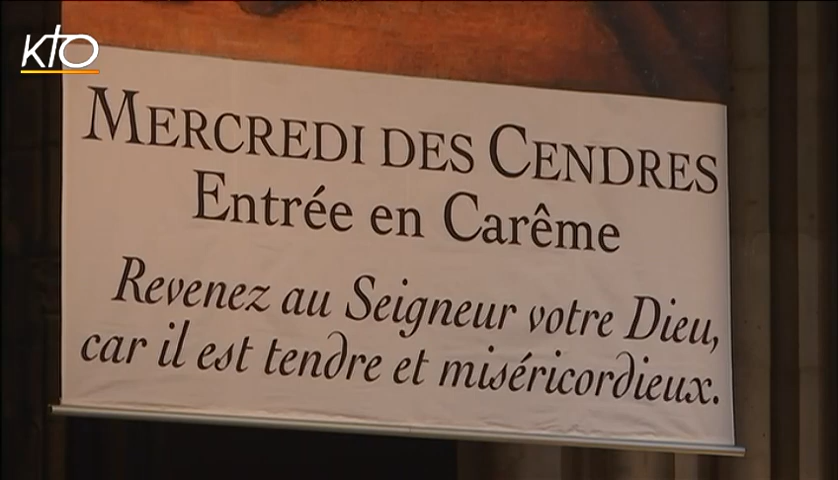 KTO
MERCREDI DES CENDRES
Entrée en Carême
Revenez au Seigneur votre Dieu,
car il est tendre et miséricordieux.